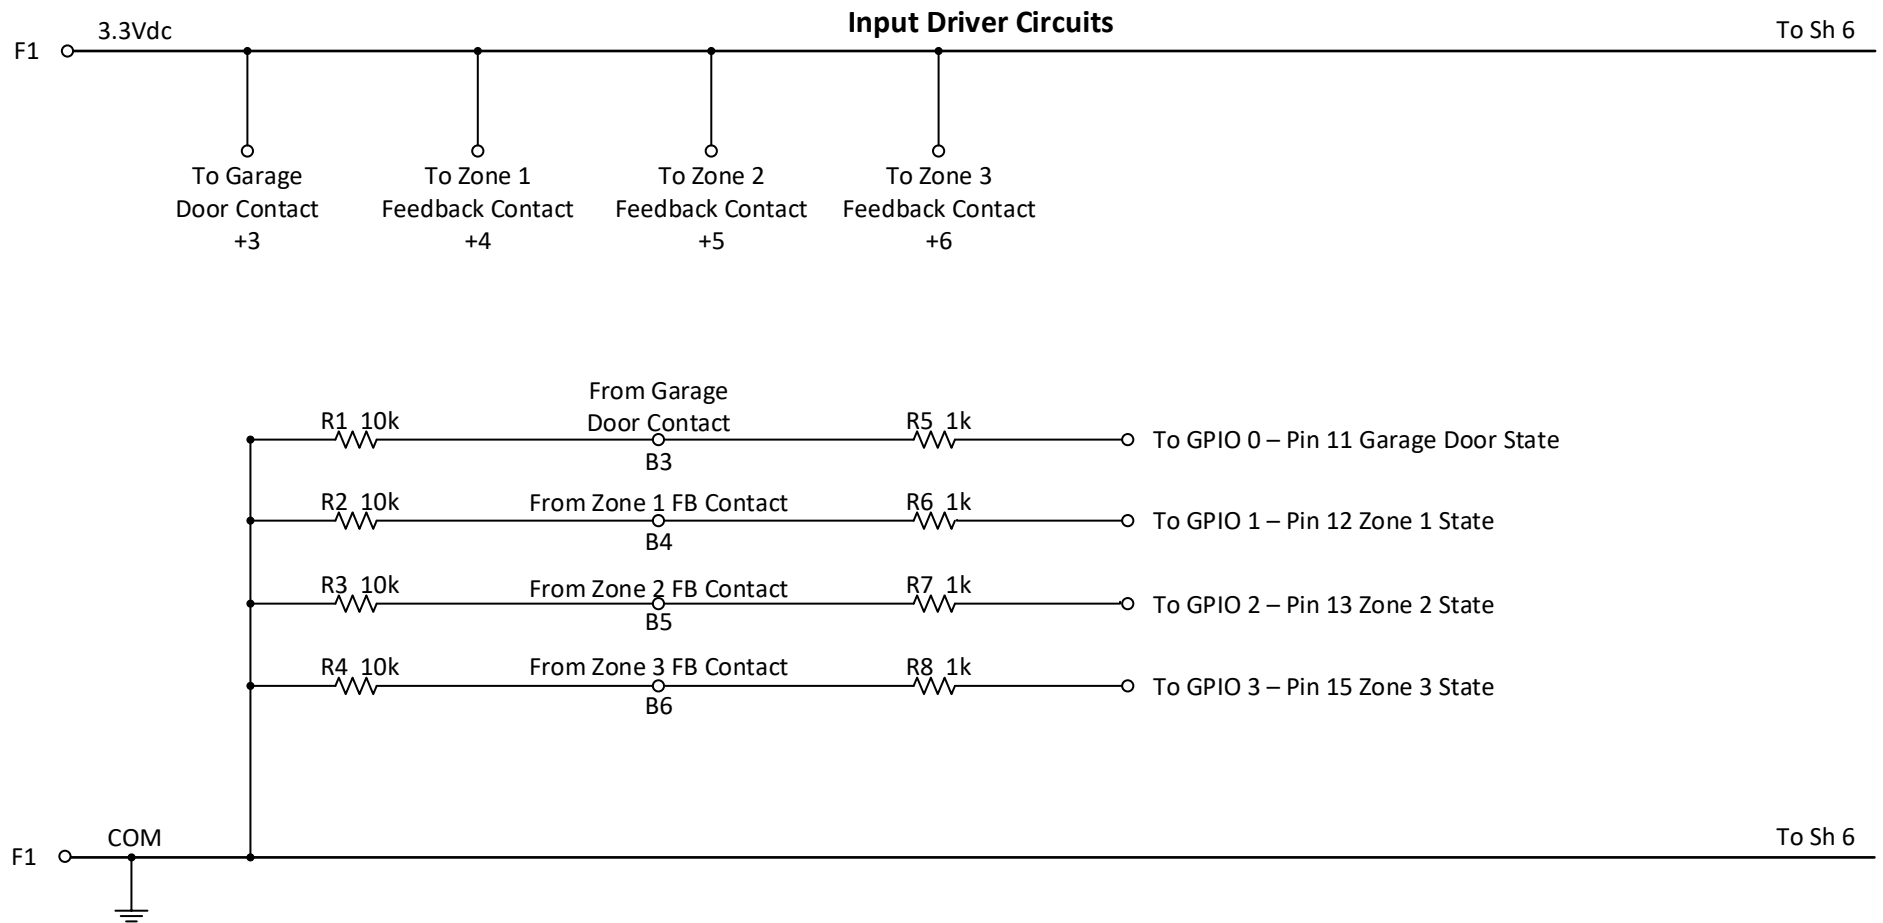 Input Driver Circuits
3.3Vdc
To Sh 6
F1
To Garage
Door Contact
+3
To Zone 1
Feedback Contact
+4
To Zone 2
Feedback Contact
+5
To Zone 3
Feedback Contact
+6
From Garage
Door Contact
R1 10k
B3
R5 1k
To GPIO 0 – Pin 11 Garage Door State
R2 10k
From Zone 1 FB Contact
B4
R6 1k
To GPIO 1 – Pin 12 Zone 1 State
R3 10k
From Zone 2 FB Contact
B5
R7 1k
To GPIO 2 – Pin 13 Zone 2 State
R4 10k
From Zone 3 FB Contact
B6
R8 1k
To GPIO 3 – Pin 15 Zone 3 State
COM
To Sh 6
F1